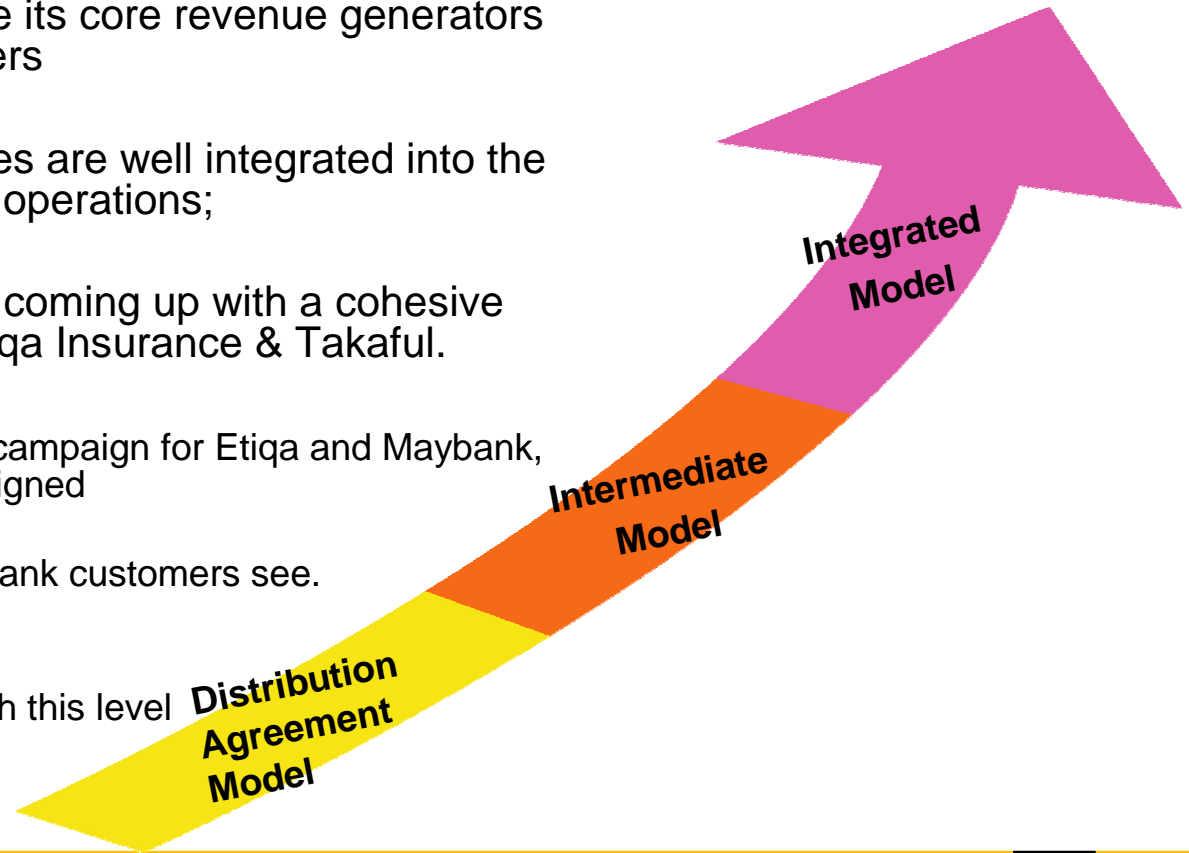 e its core revenue generators
ers
es are well integrated into the
operations;
coming up with a cohesive
qa Insurance & Takaful.
campaign for Etiqa and Maybank,
igned
ank customers see.
h this level
Integrated
Model
Intermediate
Model
Distribution
Agreement
Model